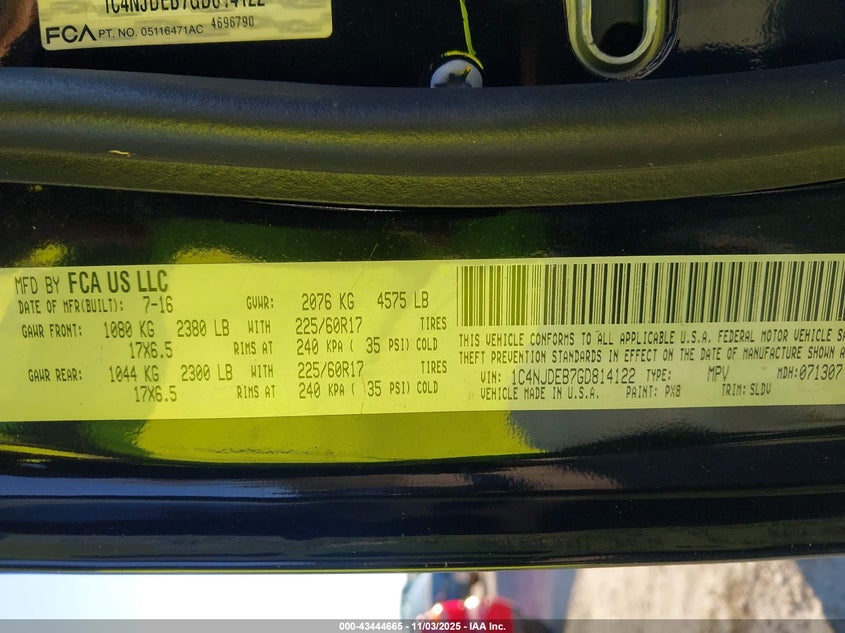 1C4NJDEB7GD814122
4696790
FCA PT. NO. 05116471AC
MFD BY FCA US LLC
DATE OF MFR(BUILT): 7-16 GVWR: 2076 KG 4575 LB
GAWR FRONT: 1080 KG 2380 LB WITH 225/60R17 TIRES
17X6.5 RIMS AT 240 KPA ( 35 PSI) COLD
GAWR REAR: 1044 KG 2300 LB WITH 225/60R17 TIRES
17X6.5 RIMS AT 240 KPA ( 35 PSI) COLD
THIS VEHICLE CONFORMS TO ALL APPLICABLE U.S.A. FEDERAL MOTOR VEHICLE SA
THEFT PREVENTION STANDARDS IN EFFECT ON THE DATE OF MANUFACTURE SHOWN A
VIN: 1C4NJDEB7GD814122 TYPE: MPV MDH: 071307
VEHICLE MADE IN U.S.A. PAINT: PX8 TRIM: SLDV
000-43444665 - 11/03/2025 - IAA Inc.